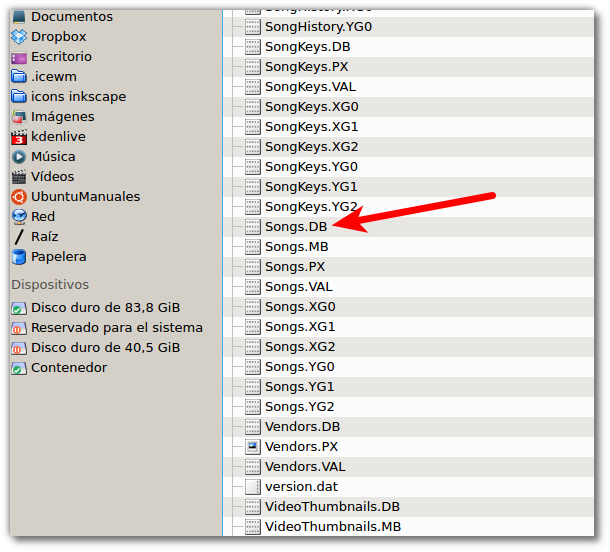 Documentos
Dropbox
Escritorio
.icewm
icons inkscape
Imágenes
kdenlive
Música
Vídeos
UbuntuManuales
Red
Raíz
Papelera
Dispositivos
Disco duro de 83,8 GiB
Reservado para el sistema
Disco duro de 40,5 GiB
Contenedor
SongHistory.YG0
SongKeys.DB
SongKeys.PX
SongKeys.VAL
SongKeys.XG0
SongKeys.XG1
SongKeys.XG2
SongKeys.YG0
SongKeys.YG1
SongKeys.YG2
Songs.DB
Songs.MB
Songs.PX
Songs.VAL
Songs.XG0
Songs.XG1
Songs.XG2
Songs.YG0
Songs.YG1
Songs.YG2
Vendors.DB
Vendors.PX
Vendors.VAL
version.dat
VideoThumbnails.DB
VideoThumbnails.MB